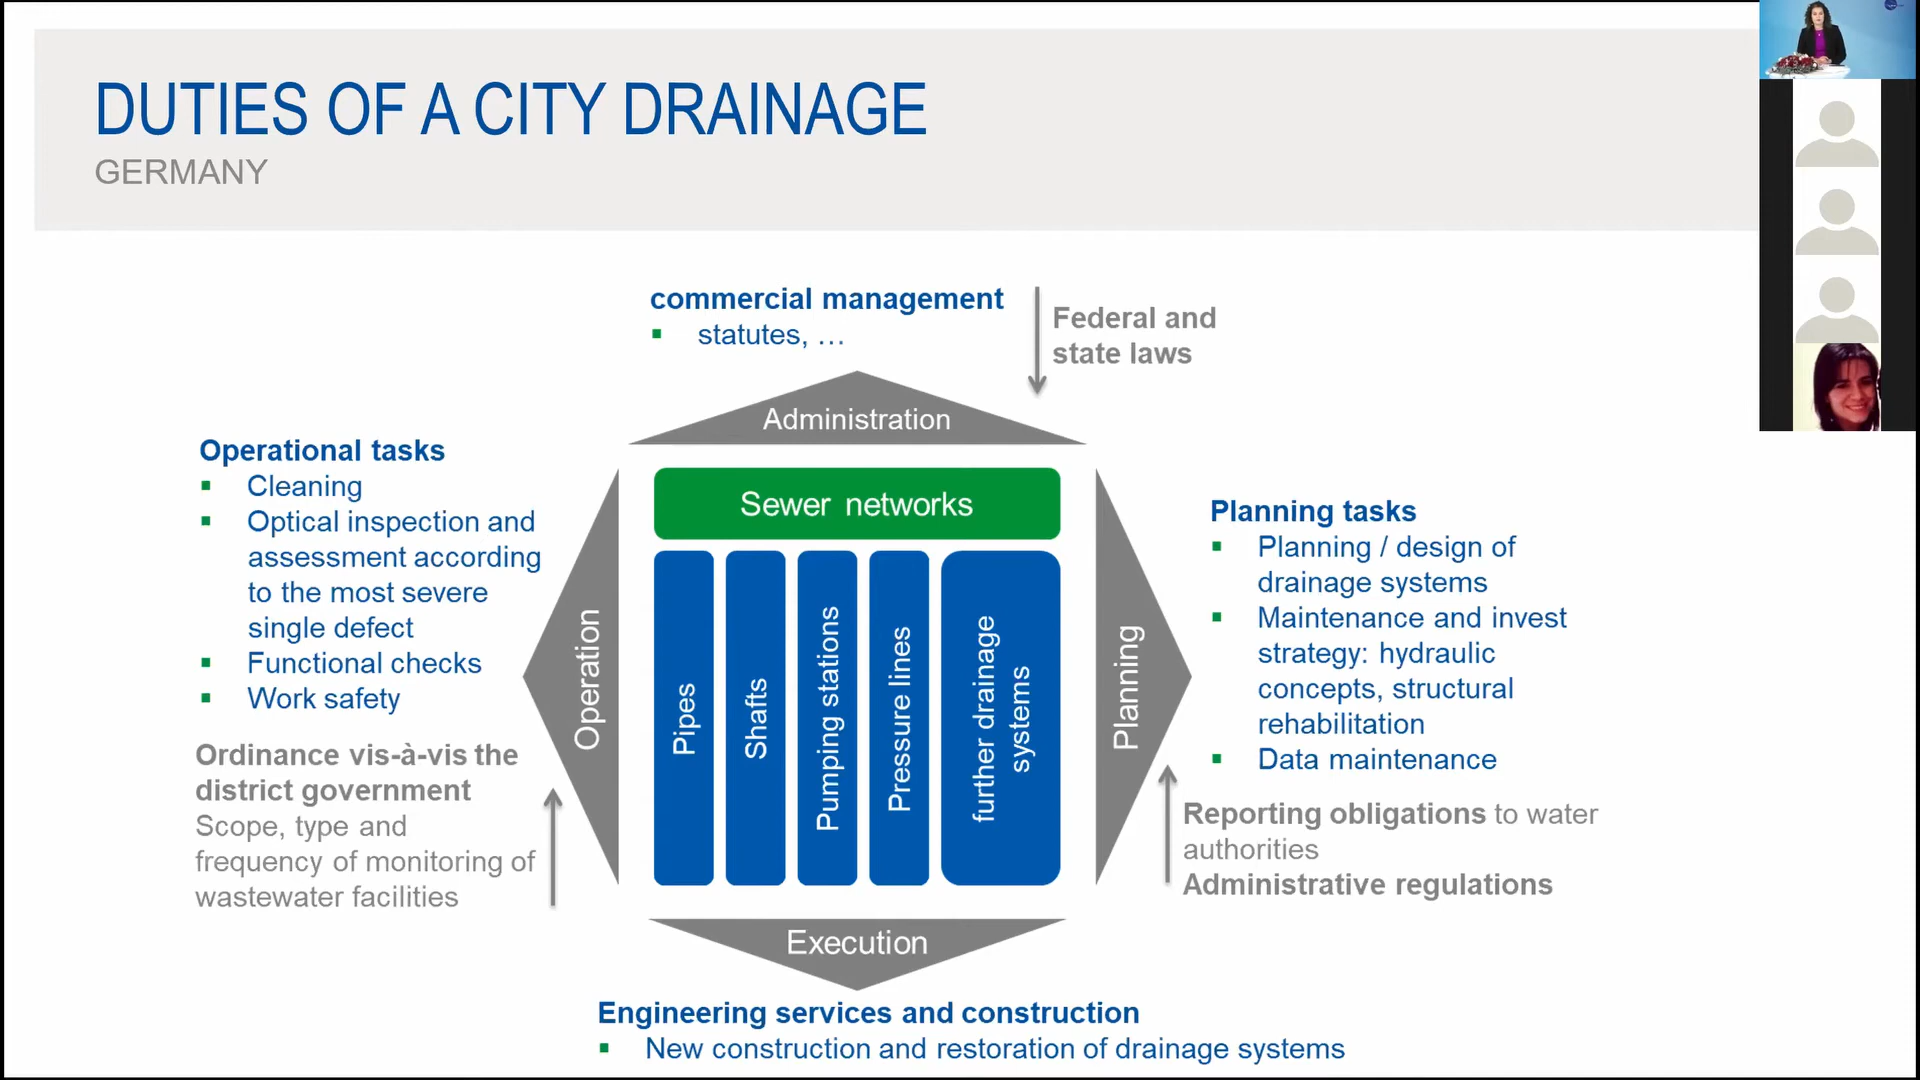 DUTIES OF A CITY DRAINAGE
GERMANY
commercial management
▪ statutes, …
Federal and
state laws
Administration
Operational tasks
▪ Cleaning
▪ Optical inspection and
assessment according
to the most severe
single defect
▪ Functional checks
▪ Work safety
Ordinance vis-à-vis the
district government
Scope, type and
frequency of monitoring of
wastewater facilities
Operation
Sewer networks
Pipes
Shafts
Pumping stations
Pressure lines
further drainage
systems
Planning
Planning tasks
▪ Planning / design of
drainage systems
▪ Maintenance and invest
strategy: hydraulic
concepts, structural
rehabilitation
▪ Data maintenance
Reporting obligations to water
authorities
Administrative regulations
Execution
Engineering services and construction
▪ New construction and restoration of drainage systems